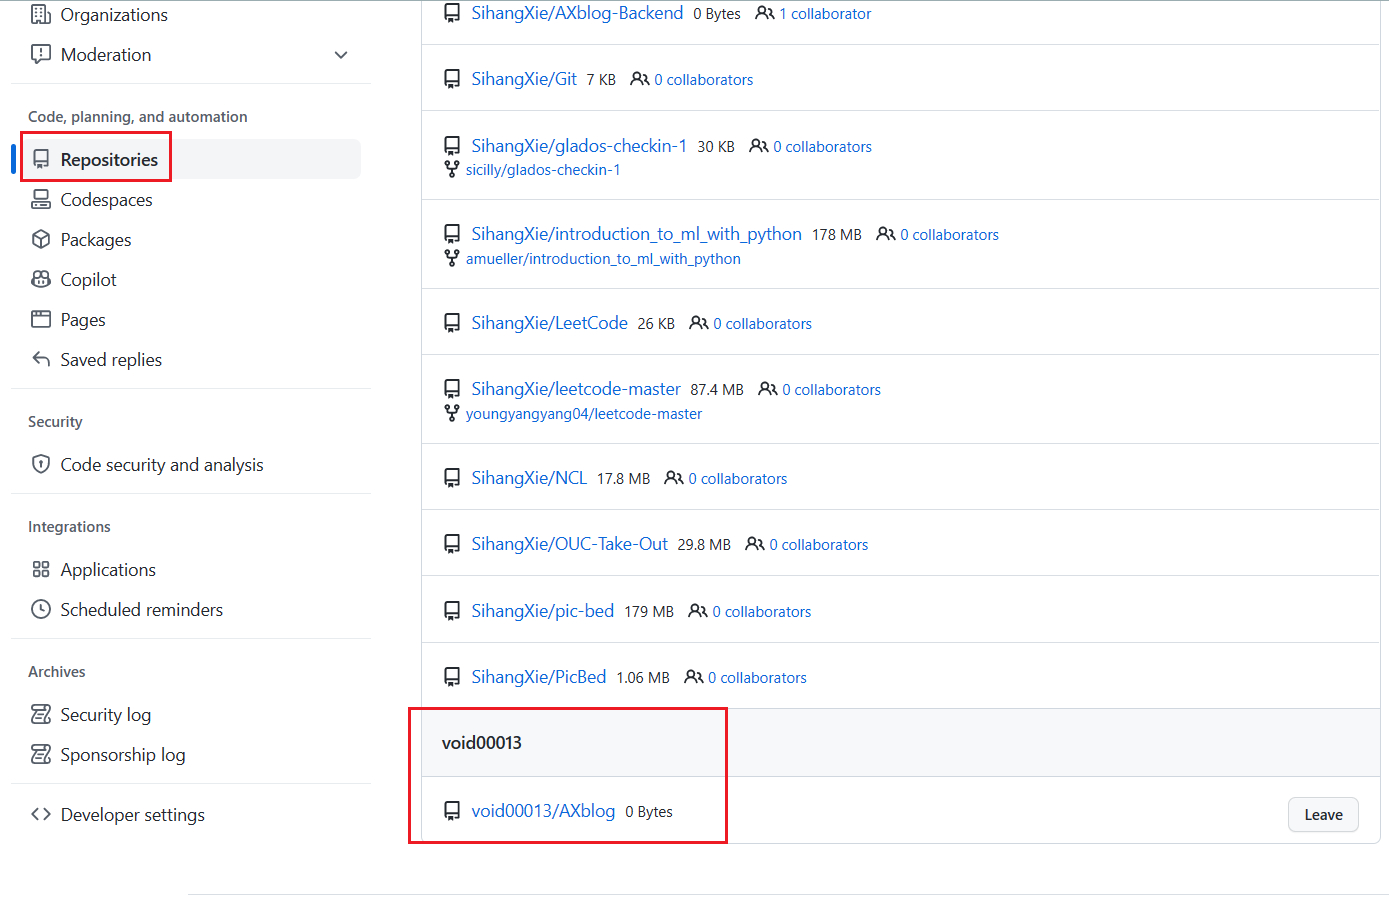 Organizations
Moderation
Code, planning, and automation
Repositories
Codespaces
Packages
Copilot
Pages
Saved replies
Security
Code security and analysis
Integrations
Applications
Scheduled reminders
Archives
Security log
Sponsorship log
Developer settings
SihangXie/AXblog-Backend 0 Bytes 1 collaborator
SihangXie/Git 7 KB 0 collaborators
SihangXie/glados-checkin-1 30 KB 0 collaborators
sicilly/glados-checkin-1
SihangXie/introduction_to_ml_with_python 178 MB 0 collaborators
amueller/introduction_to_ml_with_python
SihangXie/LeetCode 26 KB 0 collaborators
SihangXie/leetcode-master 87.4 MB 0 collaborators
youngyangyang04/leetcode-master
SihangXie/NCL 17.8 MB 0 collaborators
SihangXie/OUC-Take-Out 29.8 MB 0 collaborators
SihangXie/pic-bed 179 MB 0 collaborators
SihangXie/PicBed 1.06 MB 0 collaborators
void00013
void00013/AXblog 0 Bytes Leave